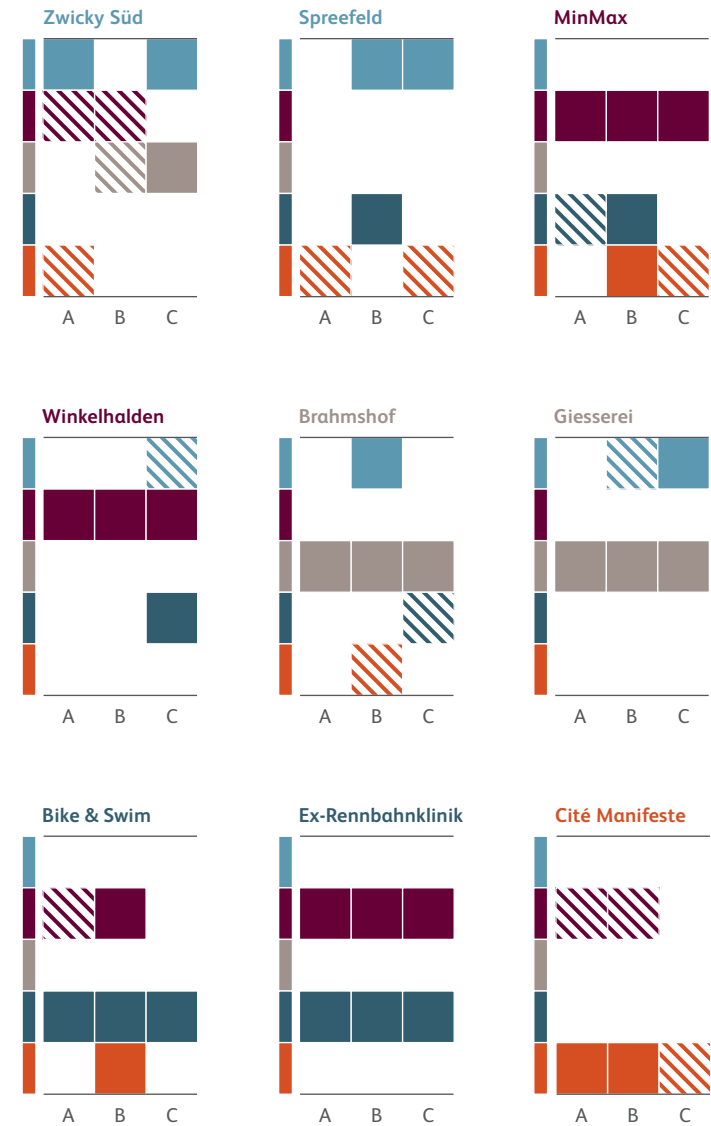 Zwicky Süd
Spreefeld
MinMax
A B C
A B C
A B C
Winkelhalden
Brahmshof
Giesserei
A B C
A B C
A B C
Bike & Swim
Ex-Rennbahnklinik
Cité Manifeste
A B C
A B C
A B C